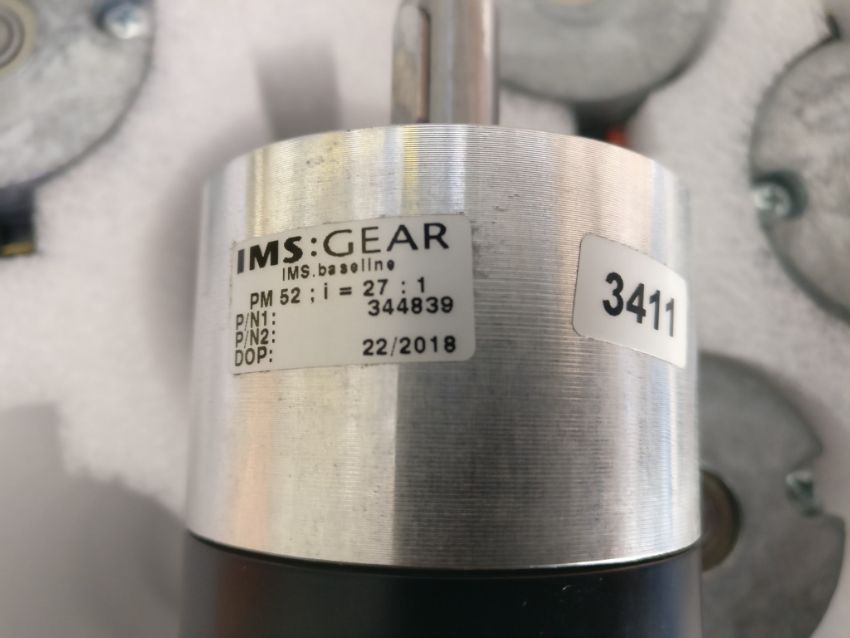 IMS:GEAR
IMS.baseline
PM 52 ; i = 27 : 1
P/N1: 344839
P/N2:
DOP: 22/2018
3411